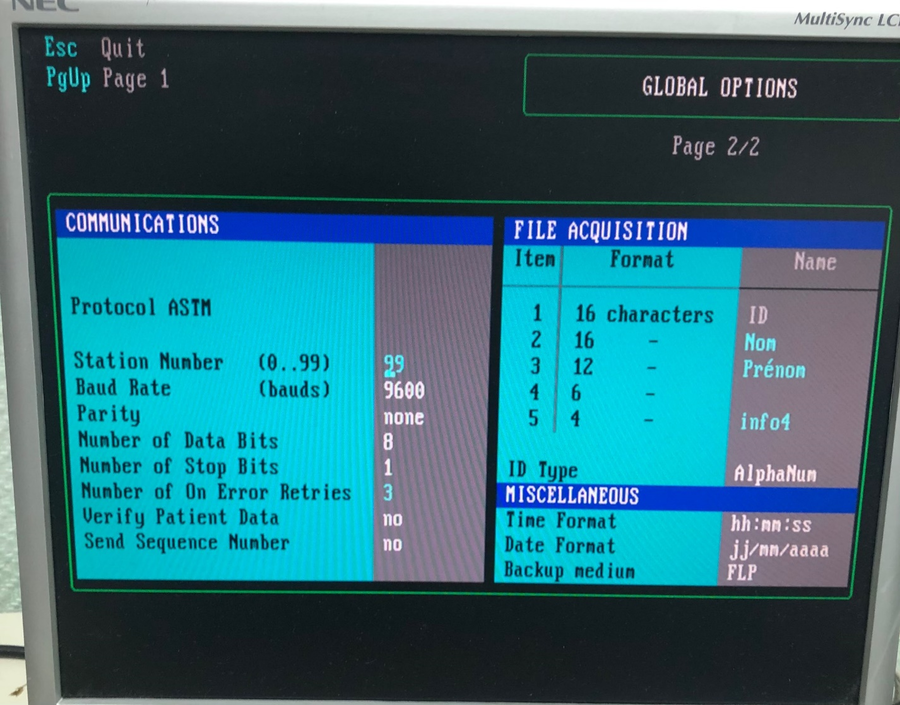 NEC
MultiSync LC
Esc Quit
PgUp Page 1
GLOBAL OPTIONS
Page 2/2
COMMUNICATIONS
Protocol ASTM
Station Number (0..99) 99
Baud Rate (bauds) 9600
Parity none
Number of Data Bits 8
Number of Stop Bits 1
Number of On Error Retries 3
Verify Patient Data no
Send Sequence Number no
FILE ACQUISITION
Item Format Name
1 16 characters ID
2 16 - Nom
3 12 - Prénom
4 6 -
5 4 - info4
ID Type AlphaNum
MISCELLANEOUS
Time Format hh:mm:ss
Date Format jj/mm/aaaa
Backup medium FLP